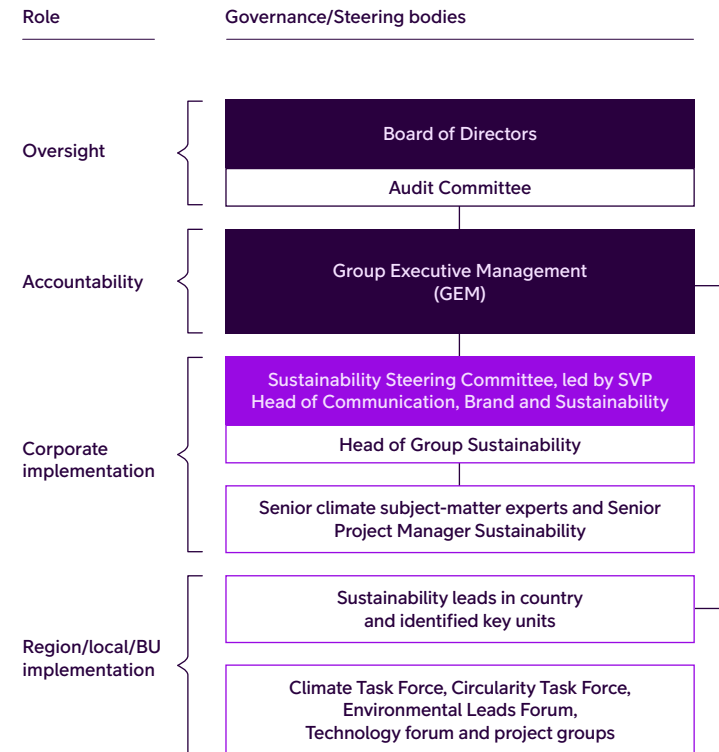 Role
Governance/Steering bodies
Oversight
Board of Directors
Audit Committee
Accountability
Group Executive Management
(GEM)
Corporate
implementation
Sustainability Steering Committee, led by SVP
Head of Communication, Brand and Sustainability
Head of Group Sustainability
Senior climate subject-matter experts and Senior
Project Manager Sustainability
Region/local/BU
implementation
Sustainability leads in country
and identified key units
Climate Task Force, Circularity Task Force,
Environmental Leads Forum,
Technology forum and project groups